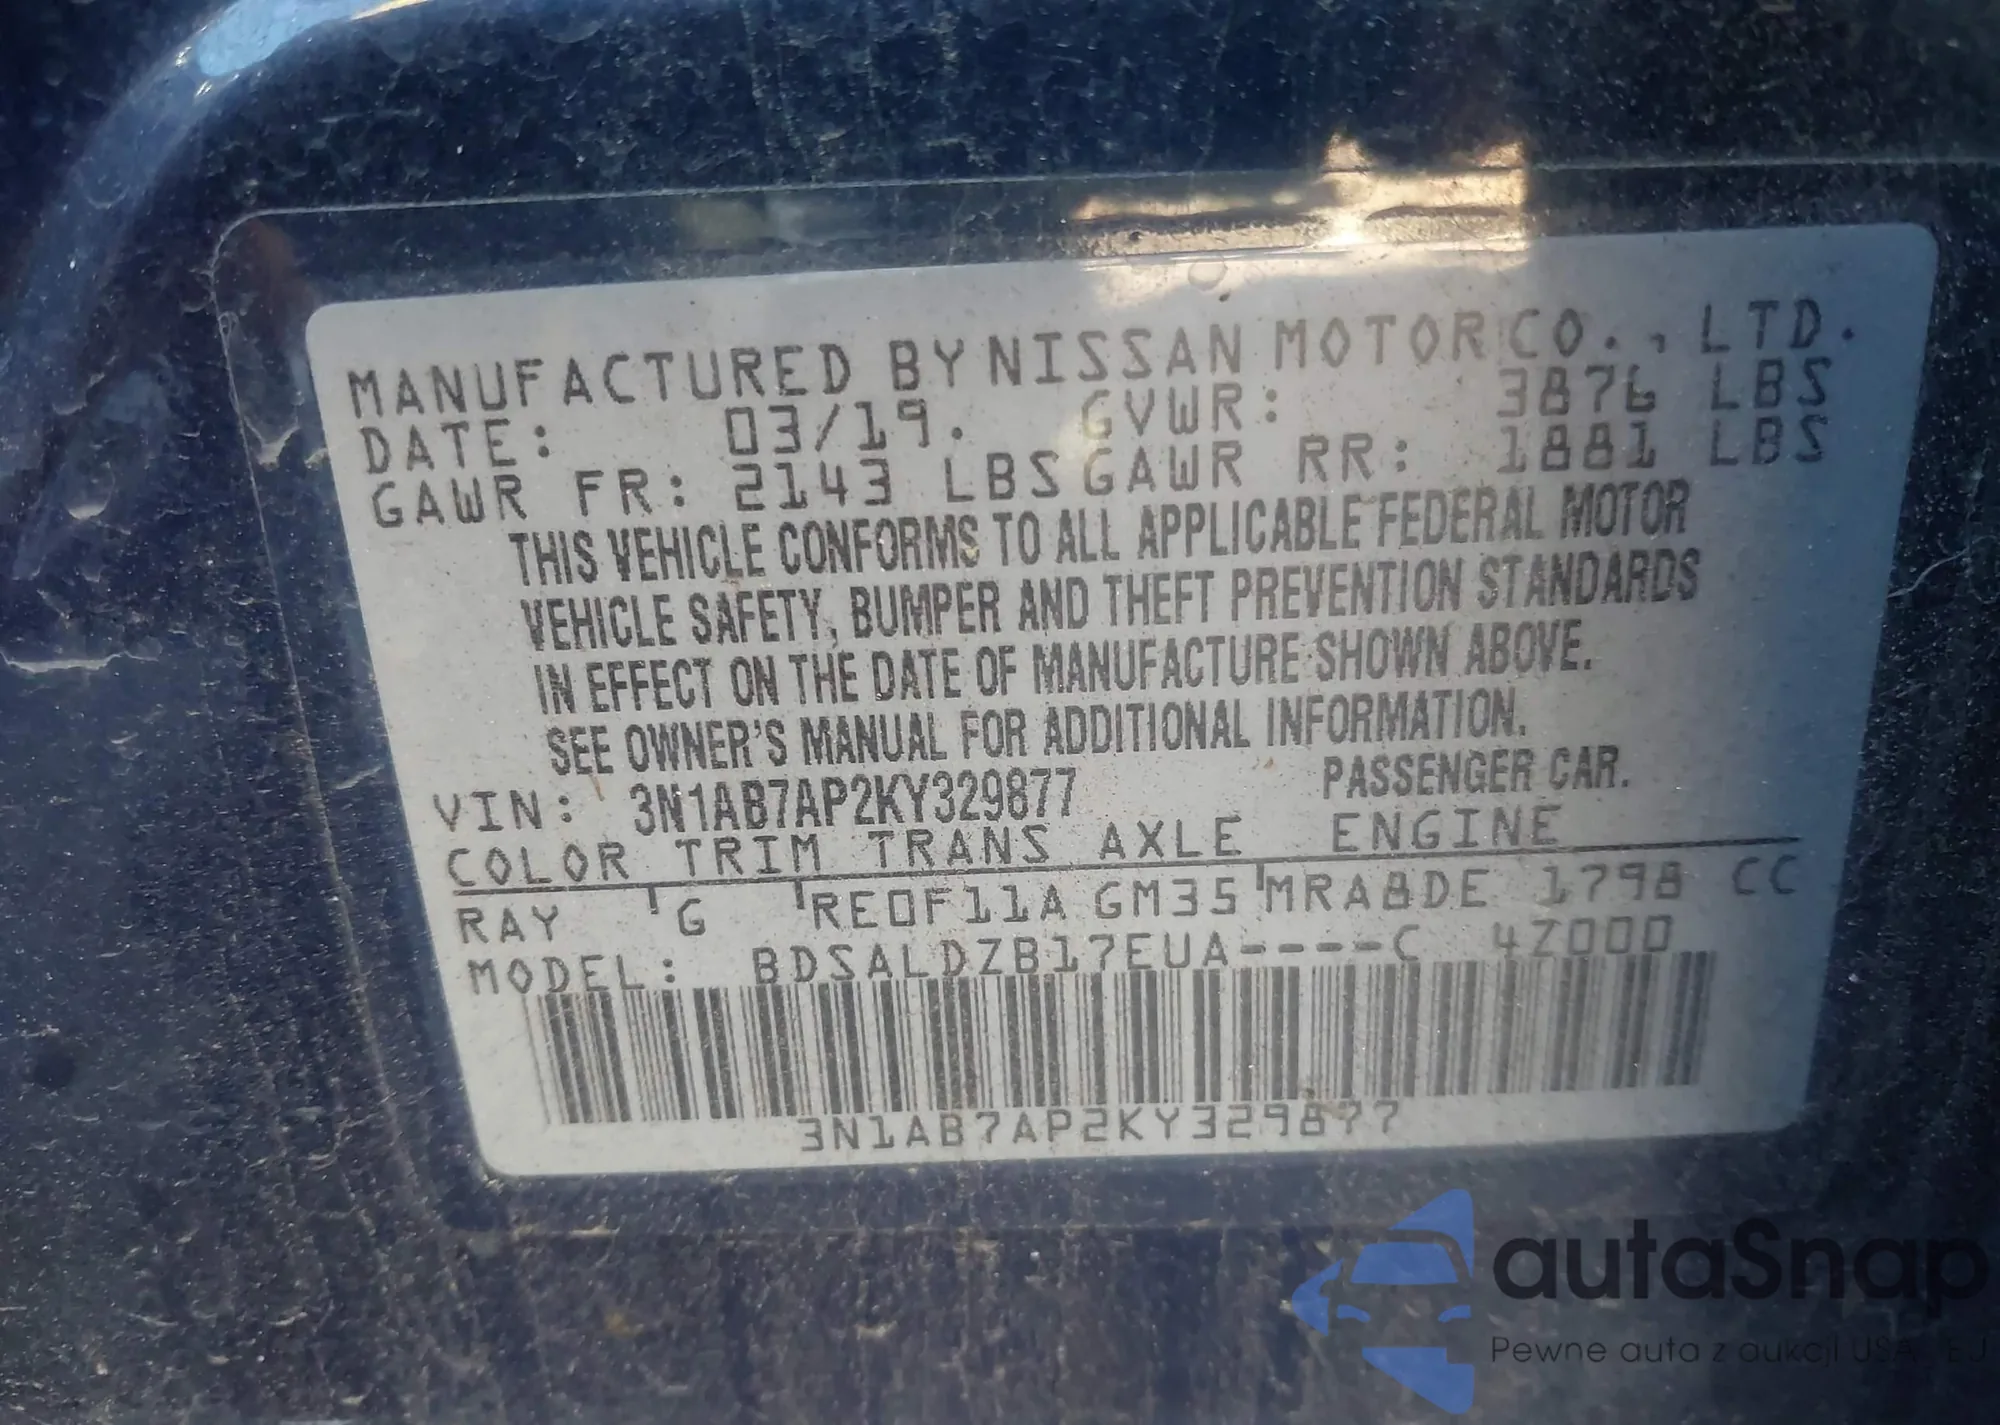 MANUFACTURED BY NISSAN MOTOR CO., LTD.
DATE: 03/19. GVWR: 3876 LBS
GAWR FR: 2143 LBS GAWR RR: 1881 LBS
THIS VEHICLE CONFORMS TO ALL APPLICABLE FEDERAL MOTOR
VEHICLE SAFETY, BUMPER AND THEFT PREVENTION STANDARDS
IN EFFECT ON THE DATE OF MANUFACTURE SHOWN ABOVE.
SEE OWNER'S MANUAL FOR ADDITIONAL INFORMATION.
VIN: 3N1AB7AP2KY329877 PASSENGER CAR.
COLOR TRIM TRANS AXLE ENGINE
RAY G RE0F11A GM35 MRA8DE 1798 CC
MODEL: BDSALDZB17EUA----C 4Z000
3N1AB7AP2KY329877
autaSnap
Pewne auta z aukcji USA